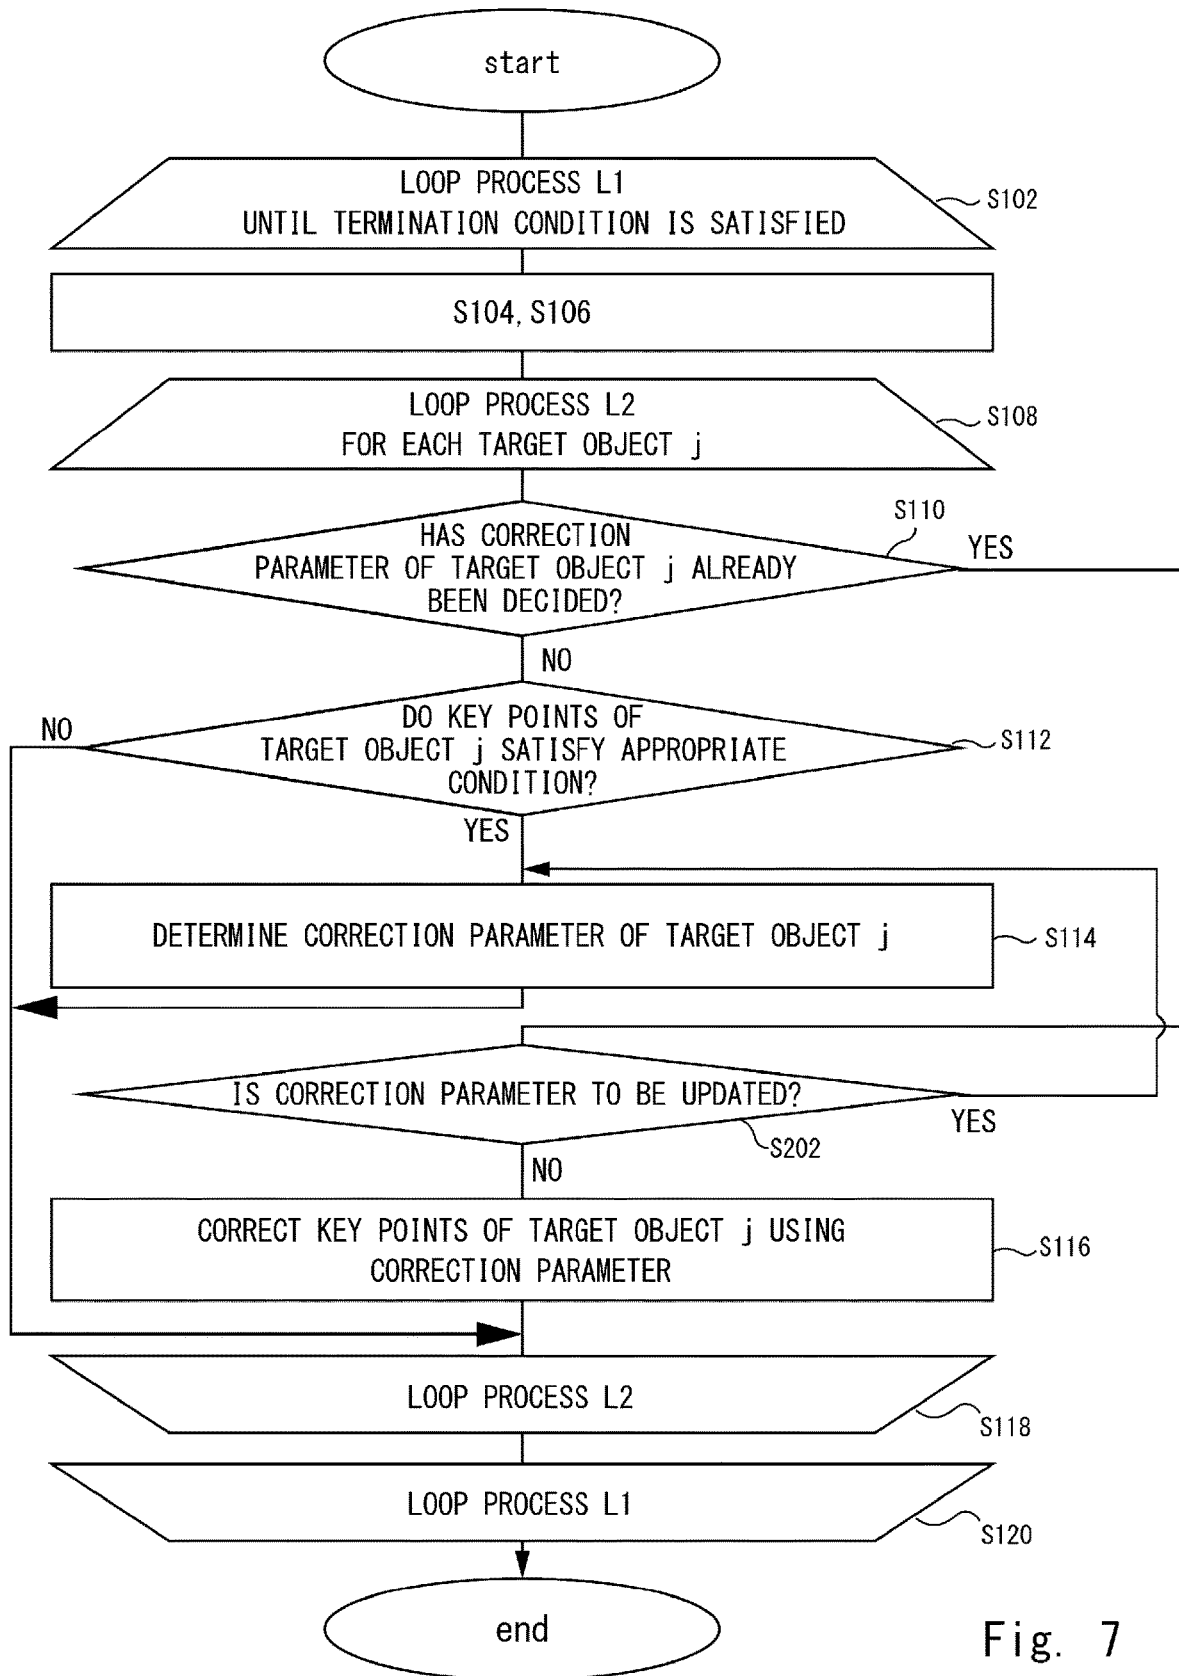 start
LOOP PROCESS L1
UNTIL TERMINATION CONDITION IS SATISFIED
S102
S104, S106
LOOP PROCESS L2
FOR EACH TARGET OBJECT j
S108
HAS CORRECTION
PARAMETER OF TARGET OBJECT j ALREADY
BEEN DECIDED?
S110
YES
NO
DO KEY POINTS OF
TARGET OBJECT j SATISFY APPROPRIATE
CONDITION?
NO
S112
YES
DETERMINE CORRECTION PARAMETER OF TARGET OBJECT j
S114
IS CORRECTION PARAMETER TO BE UPDATED?
YES
S202
NO
CORRECT KEY POINTS OF TARGET OBJECT j USING
CORRECTION PARAMETER
S116
LOOP PROCESS L2
S118
LOOP PROCESS L1
S120
end
Fig. 7